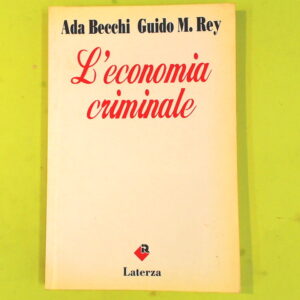 Ada Becchi Guido M. Rey
L'economia
criminale
Laterza